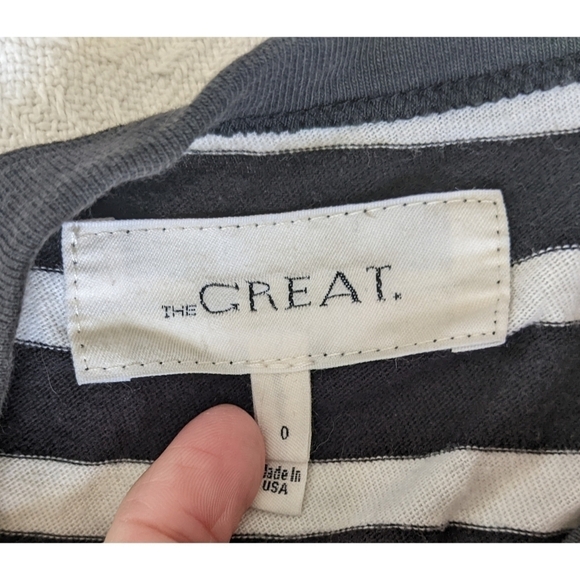 THE GREAT.
0
Made in
USA